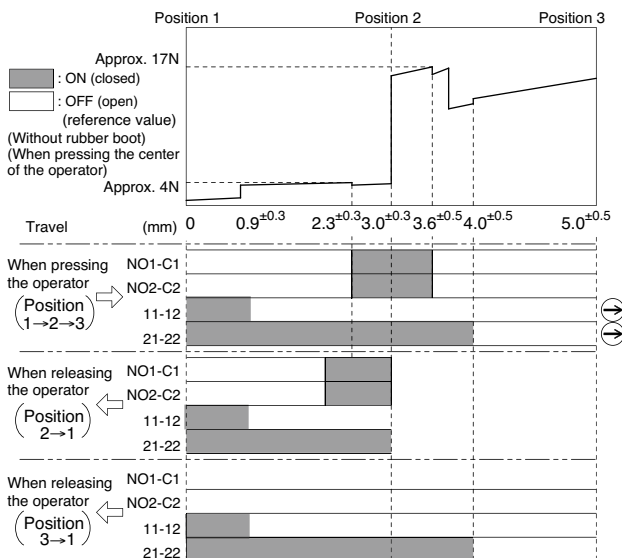 Position 1 Position 2 Position 3
Approx. 17N
: ON (closed)
: OFF (open)
(reference value)
(Without rubber boot)
(When pressing the center
of the operator)
Approx. 4N
Travel (mm) 0 0.9±0.3 2.3±0.3 3.0±0.3 3.6±0.5 4.0±0.5 5.0±0.5
When pressing
the operator
(Position
1→2→3)
NO1-C1
NO2-C2
11-12
21-22
When releasing
the operator
(Position
2→1)
NO1-C1
NO2-C2
11-12
21-22
When releasing
the operator
(Position
3→1)
NO1-C1
NO2-C2
11-12
21-22